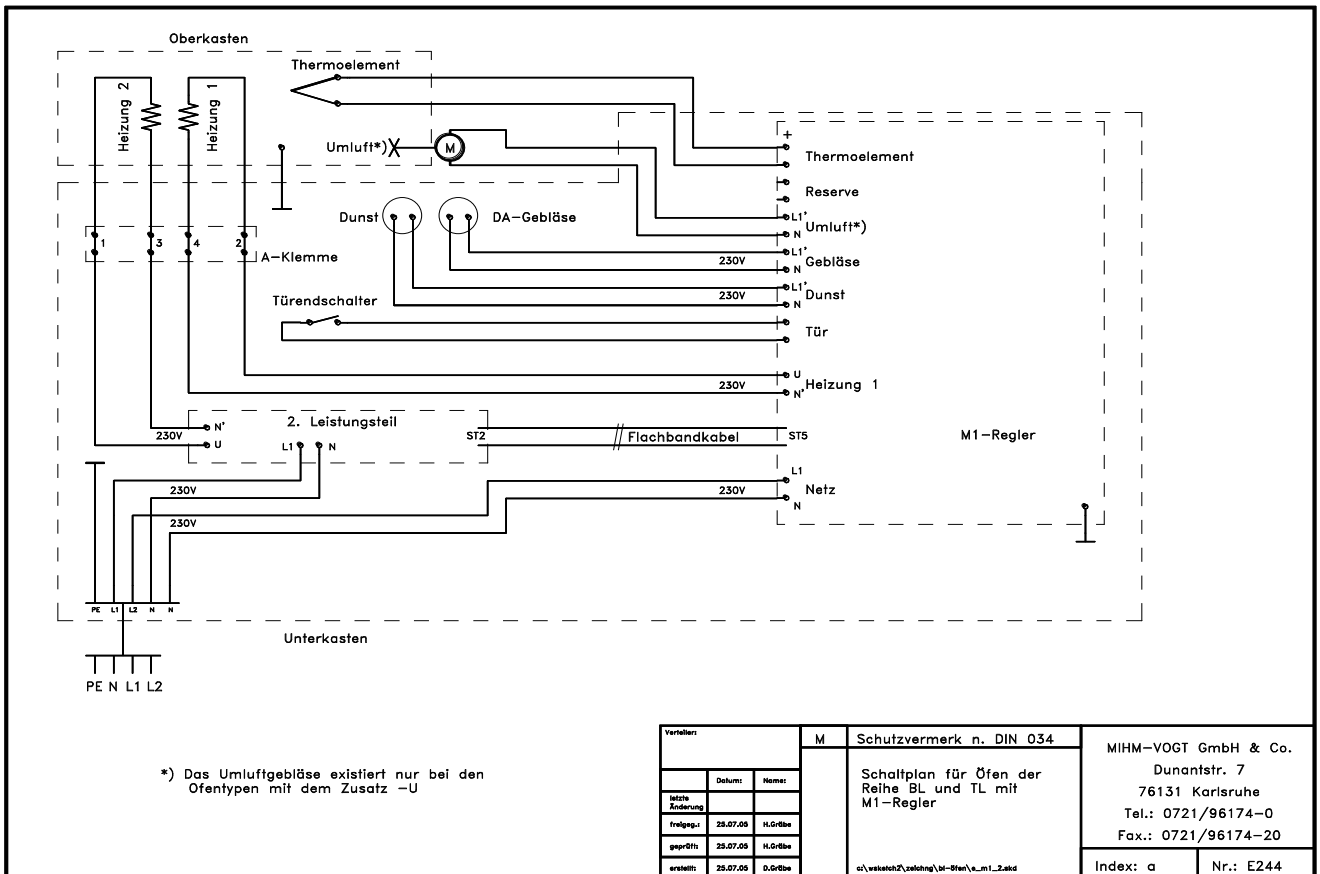 Oberkasten
Thermoelement
Heizung 2
Heizung 1
Umluft*)
M
+
Thermoelement
Reserve
Dunst
DA-Gebläse
L1'
Umluft*)
N
1
3
4
2
A-Klemme
L1'
230V
Gebläse
N
L1'
230V
Dunst
N
Türendschalter
Tür
U
230V
Heizung 1
N'
2. Leistungsteil
N'
230V
U
L1
N
ST2
Flachbandkabel
ST5
M1-Regler
L1
230V
230V
Netz
N
230V
PE L1 L2 N N
Unterkasten
PE N L1 L2
*) Das Umluftgebläse existiert nur bei den
Ofentypen mit dem Zusatz -U
Verteiler:
M
Schutzvermerk n. DIN 034
Datum:
Name:
letzte
Änderung
freigeg.: 25.07.05 H.Gräbe
geprüft: 25.07.05 H.Gräbe
erstellt: 25.07.05 D.Gräbe
Schaltplan für Öfen der
Reihe BL und TL mit
M1-Regler
c:\wsketch2\zeichng\bl-öfen\e_m1_2.skd
MIHM-VOGT GmbH & Co.
Dunantstr. 7
76131 Karlsruhe
Tel.: 0721/96174-0
Fax.: 0721/96174-20
Index: a
Nr.: E244